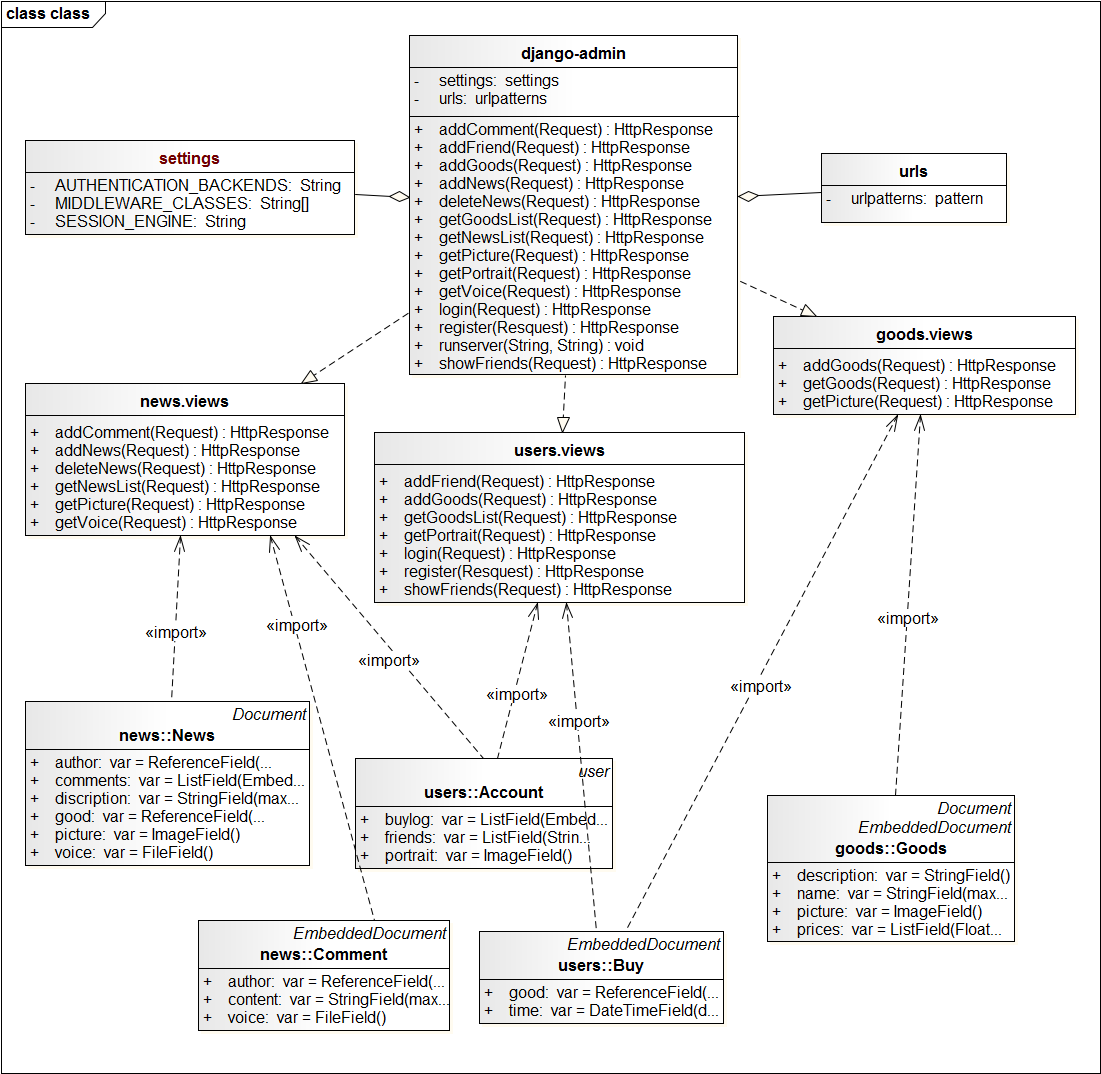 class class
django-admin
- settings: settings
- urls: urlpatterns
+ addComment(Request) : HttpResponse
+ addFriend(Request) : HttpResponse
+ addGoods(Request) : HttpResponse
+ addNews(Request) : HttpResponse
+ deleteNews(Request) : HttpResponse
+ getGoodsList(Request) : HttpResponse
+ getNewsList(Request) : HttpResponse
+ getPicture(Request) : HttpResponse
+ getPortrait(Request) : HttpResponse
+ getVoice(Request) : HttpResponse
+ login(Request) : HttpResponse
+ register(Resquest) : HttpResponse
+ runserver(String, String) : void
+ showFriends(Request) : HttpResponse
settings
- AUTHENTICATION_BACKENDS: String
- MIDDLEWARE_CLASSES: String[]
- SESSION_ENGINE: String
urls
- urlpatterns: pattern
goods.views
+ addGoods(Request) : HttpResponse
+ getGoods(Request) : HttpResponse
+ getPicture(Request) : HttpResponse
news.views
+ addComment(Request) : HttpResponse
+ addNews(Request) : HttpResponse
+ deleteNews(Request) : HttpResponse
+ getNewsList(Request) : HttpResponse
+ getPicture(Request) : HttpResponse
+ getVoice(Request) : HttpResponse
users.views
+ addFriend(Request) : HttpResponse
+ addGoods(Request) : HttpResponse
+ getGoodsList(Request) : HttpResponse
+ getPortrait(Request) : HttpResponse
+ login(Request) : HttpResponse
+ register(Resquest) : HttpResponse
+ showFriends(Request) : HttpResponse
«import»
«import»
«import»
«import»
«import»
«import»
«import»
Document
news::News
+ author: var = ReferenceField(...
+ comments: var = ListField(Embed...
+ discription: var = StringField(max...
+ good: var = ReferenceField(...
+ picture: var = ImageField()
+ voice: var = FileField()
user
users::Account
+ buylog: var = ListField(Embed...
+ friends: var = ListField(Strin...
+ portrait: var = ImageField()
Document
EmbeddedDocument
goods::Goods
+ description: var = StringField()
+ name: var = StringField(max...
+ picture: var = ImageField()
+ prices: var = ListField(Float...
EmbeddedDocument
news::Comment
+ author: var = ReferenceField(...
+ content: var = StringField(max...
+ voice: var = FileField()
EmbeddedDocument
users::Buy
+ good: var = ReferenceField(...
+ time: var = DateTimeField(d...